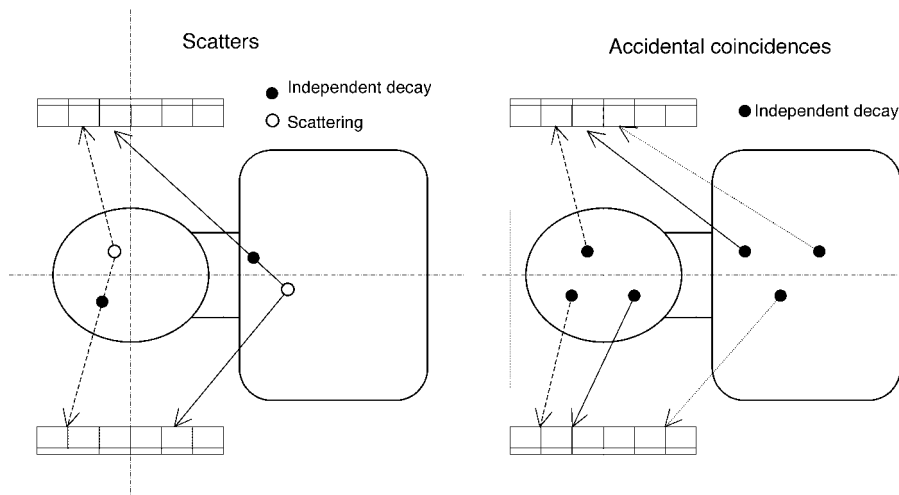 Scatters
Independent decay
Scattering
Accidental coincidences
Independent decay